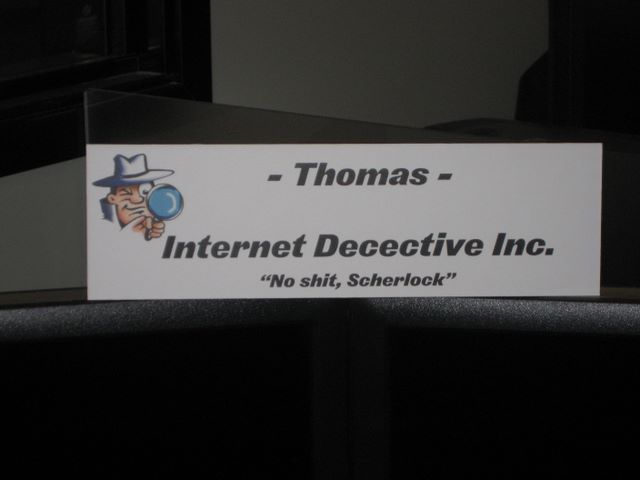 - Thomas -
Internet Decective Inc.
“No shit, Scherlock”